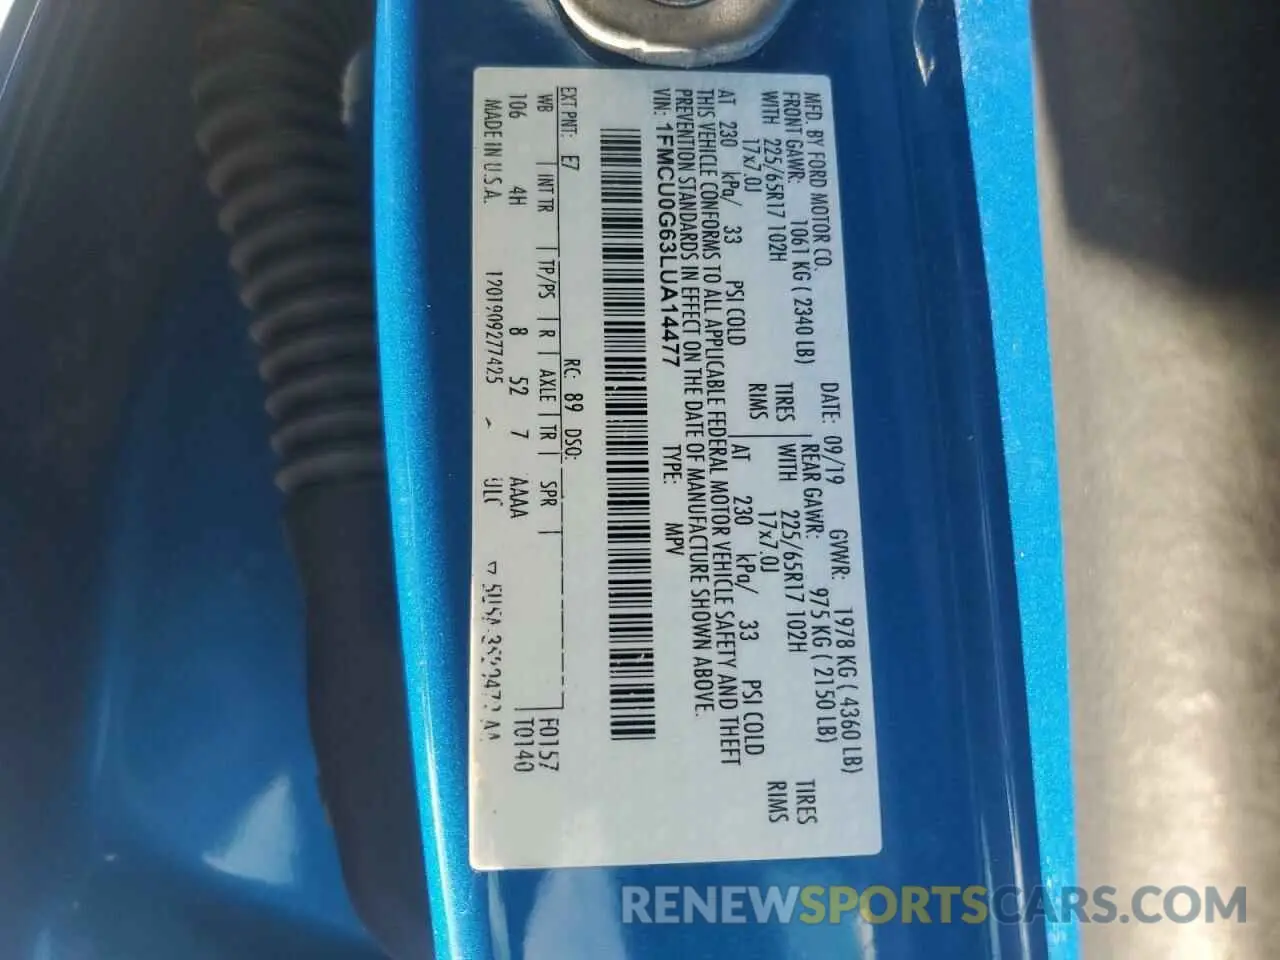 MFD. BY FORD MOTOR CO.
DATE: 09/19 GVWR: 1978 KG ( 4360 LB)
FRONT GAWR: 1061 KG ( 2340 LB) REAR GAWR: 975 KG ( 2150 LB)
WITH 225/65R17 102H TIRES WITH 225/65R17 102H TIRES
17x7.0J RIMS 17x7.0J RIMS
AT 230 kPa/ 33 PSI COLD AT 230 kPa/ 33 PSI COLD
THIS VEHICLE CONFORMS TO ALL APPLICABLE FEDERAL MOTOR VEHICLE SAFETY AND THEFT
PREVENTION STANDARDS IN EFFECT ON THE DATE OF MANUFACTURE SHOWN ABOVE.
VIN: 1FMCU0G63LUA14477 TYPE: MPV
EXT PNT: E7 RC: 89 DSO:
WB INT TR TP/PS R AXLE TR SPR F0157
106 4H 8 52 7 AAAA T0140
MADE IN U.S.A. 12019092774​25
RENEWSPORTSCARS.COM